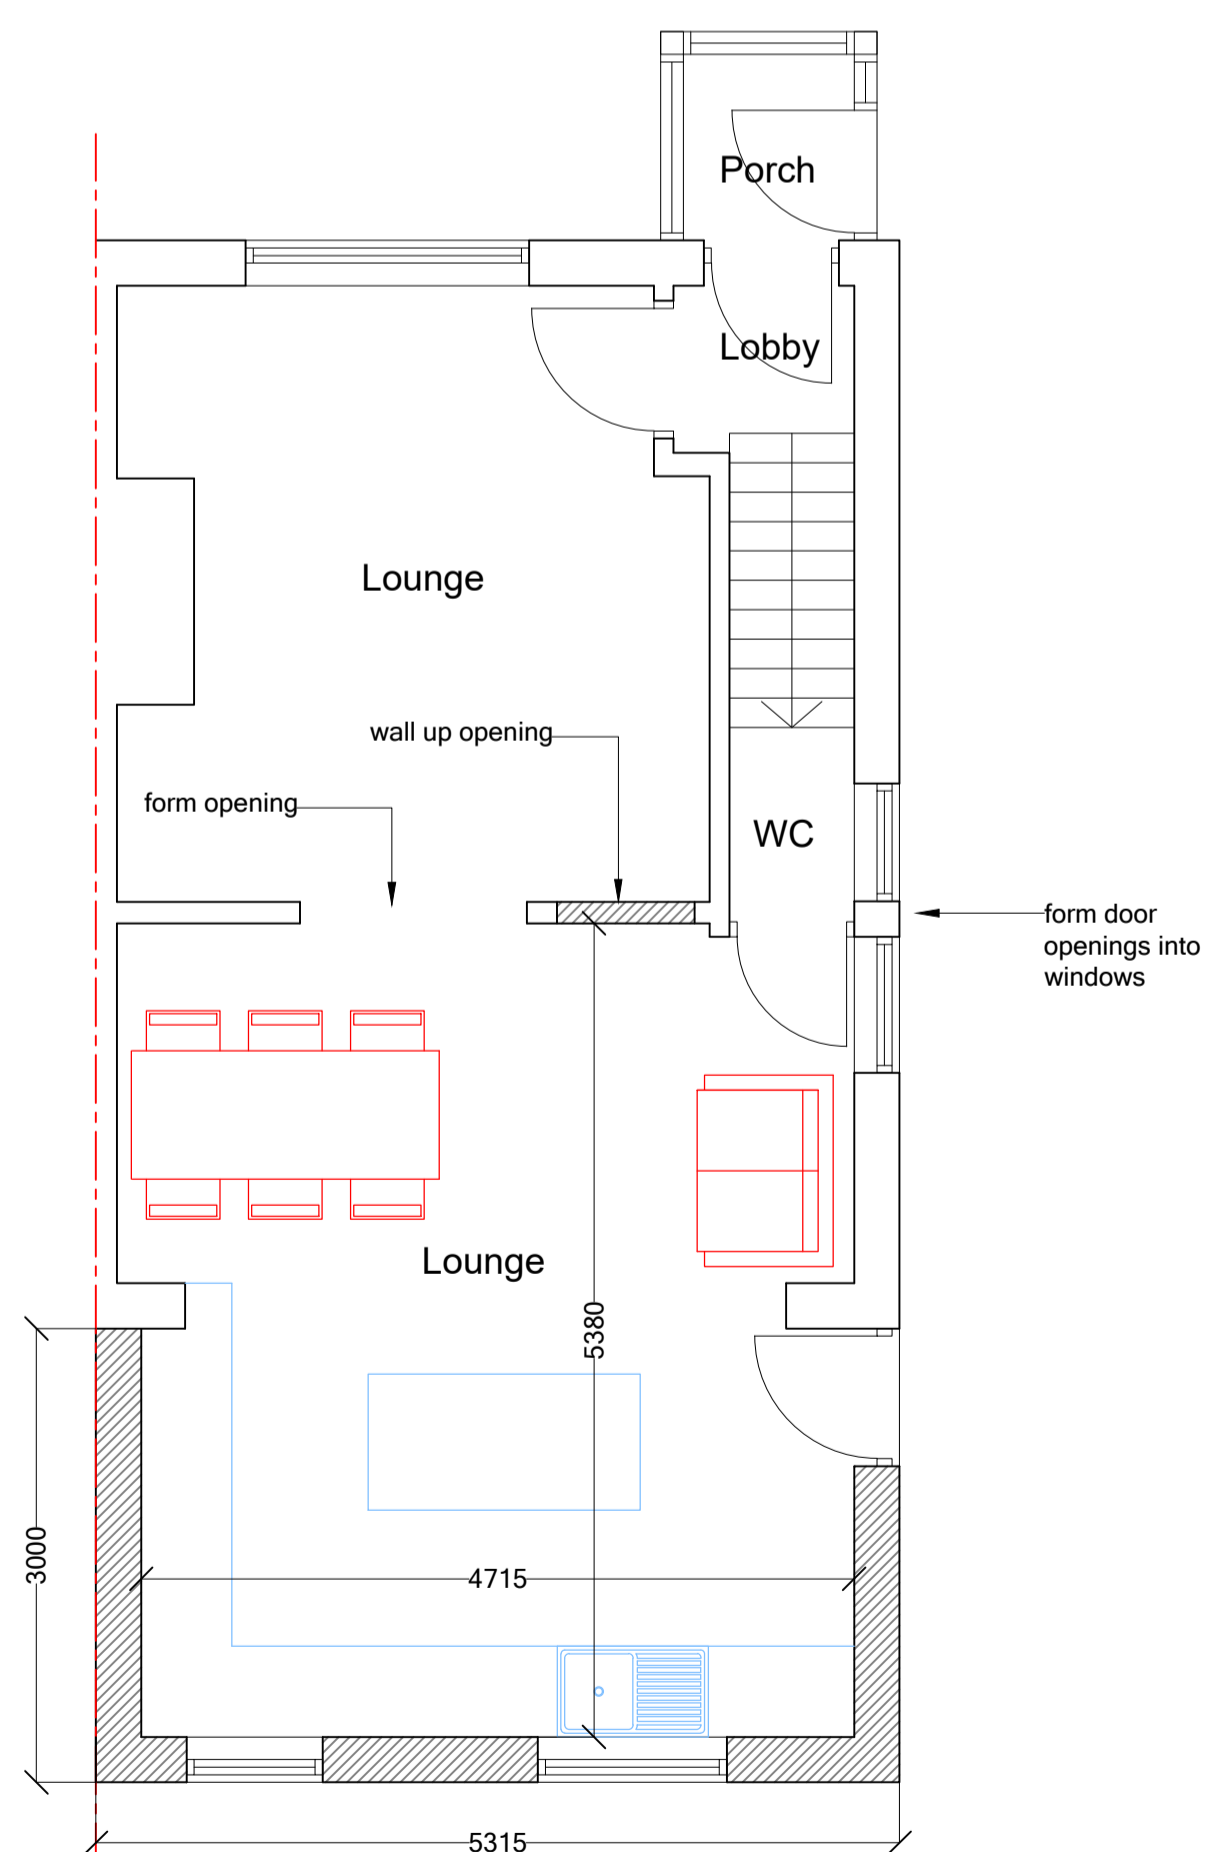 Porch
Lobby
Lounge
wall up opening
form opening
WC
form door
openings into
windows
Lounge
5380
3000
4715
5315